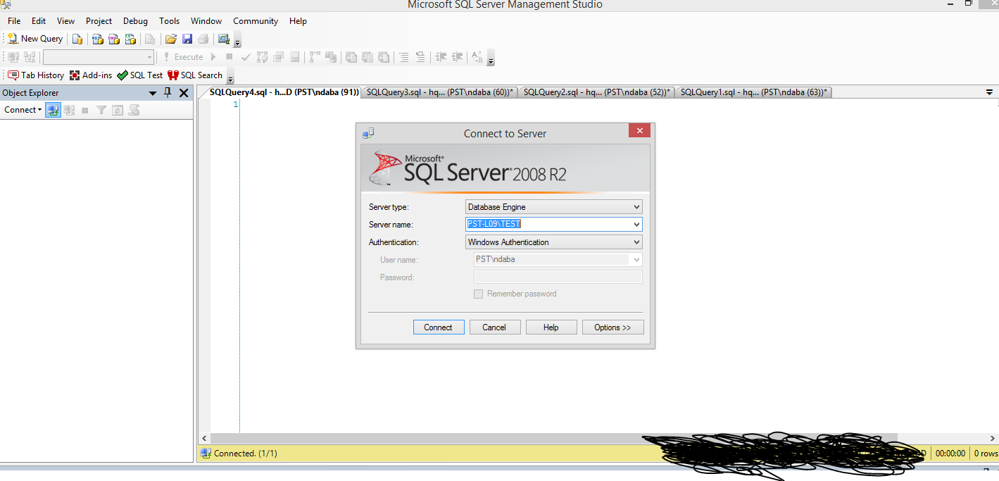 Microsoft SQL Server Management Studio
File Edit View Project Debug Tools Window Community Help
New Query
Execute
Tab History Add-ins SQL Test SQL Search
Object Explorer
SQLQuery4.sql - h...D (PST\ndaba (91)) SQLQuery3.sql - hq... (PST\ndaba (60))* SQLQuery2.sql - hq... (PST\ndaba (52))* SQLQuery1.sql - hq... (PST\ndaba (63))*
Connect
1
Connect to Server
Microsoft®
SQL Server® 2008 R2
Server type: Database Engine
Server name: PST-L09\TEST
Authentication: Windows Authentication
User name: PST\ndaba
Password:
Remember password
Connect Cancel Help Options >>
Connected. (1/1) 00:00:00 0 rows